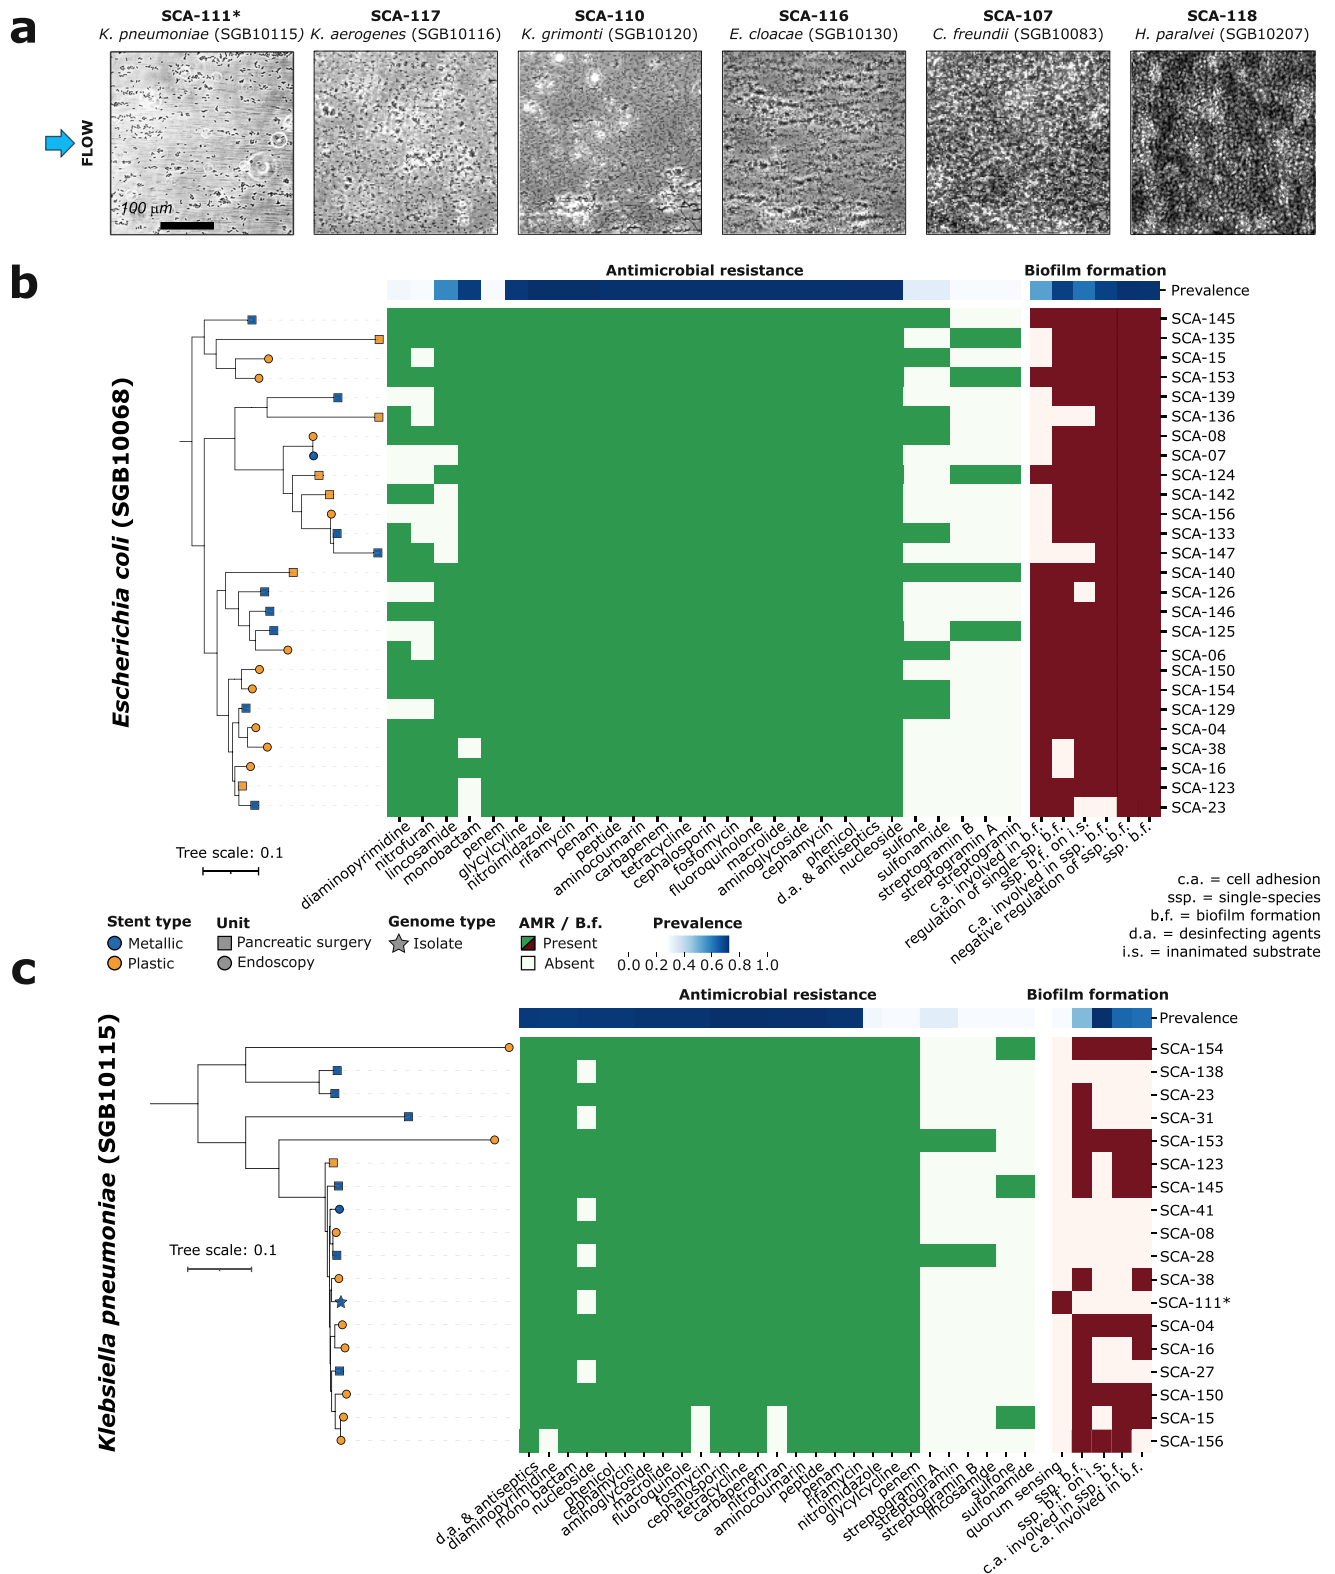 a
SCA-111* SCA-117 SCA-110 SCA-116 SCA-107 SCA-118
K. pneumoniae (SGB10115) K. aerogenes (SGB10116) K. grimonti (SGB10120) E. cloacae (SGB10130) C. freundii (SGB10083) H. paralvei (SGB10207)
FLOW
100 µm
b
Antimicrobial resistance Biofilm formation
Prevalence
Escherichia coli (SGB10068)
SCA-145
SCA-135
SCA-15
SCA-153
SCA-139
SCA-136
SCA-08
SCA-07
SCA-124
SCA-142
SCA-156
SCA-133
SCA-147
SCA-140
SCA-126
SCA-146
SCA-125
SCA-06
SCA-150
SCA-154
SCA-129
SCA-04
SCA-38
SCA-16
SCA-123
SCA-23
Tree scale: 0.1
diaminopyrimidine
nitrofuran
lincosamide
monobactam
penem
glycylcycline
nitroimidazole
rifamycin
penam
peptide
aminocoumarin
carbapenem
tetracycline
cephalosporin
fosfomycin
fluoroquinolone
macrolide
aminoglycoside
cephamycin
phenicol
d.a. & antiseptics
nucleoside
sulfone
sulfonamide
streptogramin B
streptogramin A
streptogramin
c.a. involved in b.f.
regulation of single-sp. b.f.
ssp. b.f. on i.s.
c.a. involved in ssp. b.f.
negative regulation of ssp. b.f.
ssp. b.f.
c.a. = cell adhesion
ssp. = single-species
b.f. = biofilm formation
d.a. = desinfecting agents
i.s. = inanimated substrate
Stent type
Metallic
Plastic
Unit
Pancreatic surgery
Endoscopy
Genome type
Isolate
AMR / B.f.
Present
Absent
Prevalence
0.0 0.2 0.4 0.6 0.8 1.0
c
Antimicrobial resistance Biofilm formation
Prevalence
Klebsiella pneumoniae (SGB10115)
SCA-154
SCA-138
SCA-23
SCA-31
SCA-153
SCA-123
SCA-145
SCA-41
SCA-08
SCA-28
SCA-38
SCA-111*
SCA-04
SCA-16
SCA-27
SCA-150
SCA-15
SCA-156
Tree scale: 0.1
d.a. & antiseptics
diaminopyrimidine
mono bactam
nucleoside
phenicol
cephamycin
aminoglycoside
macrolide
fluoroquinole
fosfomycin
cephalosporin
tetracycline
carbapenem
nitrofuran
aminocoumarin
peptide
penam
rifamycin
nitroimidazole
glycylcycline
penem
streptogramin A
streptogramin
streptogramin B
lincosamide
sulfone
sulfonamide
quorum sensing
ssp. b.f.
ssp. b.f. on i.s.
c.a. involved in ssp. b.f.
c.a. involved in b.f.